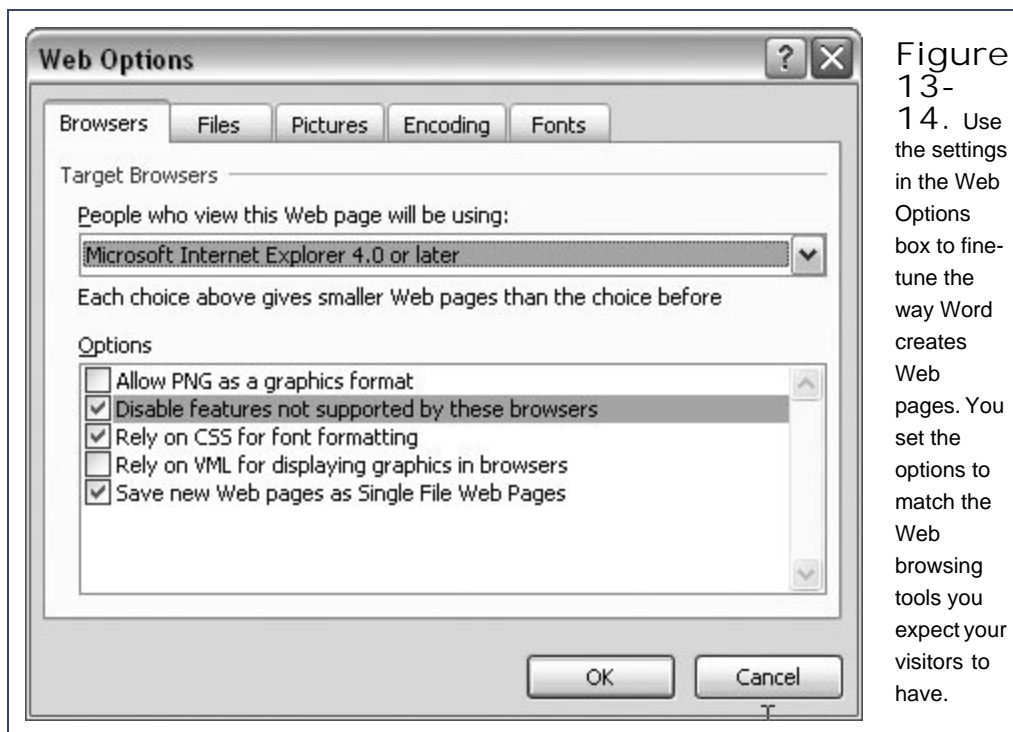 Web Options
Browsers
Files
Pictures
Encoding
Fonts
Target Browsers
People who view this Web page will be using:
Microsoft Internet Explorer 4.0 or later
Each choice above gives smaller Web pages than the choice before
Options
Allow PNG as a graphics format
Disable features not supported by these browsers
Rely on CSS for font formatting
Rely on VML for displaying graphics in browsers
Save new Web pages as Single File Web Pages
OK
Cancel
Figure
13-
14. Use
the settings
in the Web
Options
box to fine-
tune the
way Word
creates
Web
pages. You
set the
options to
match the
Web
browsing
tools you
expect your
visitors to
have.